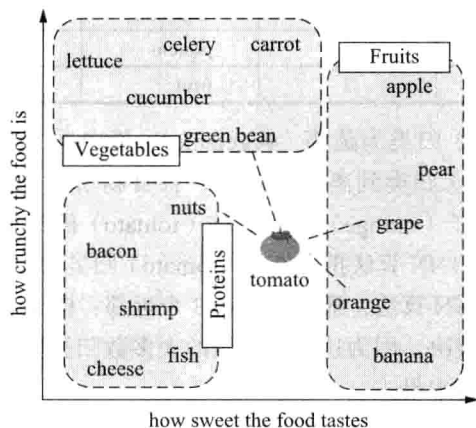 how crunchy the food is
celery
carrot
lettuce
cucumber
green bean
Vegetables
Fruits
apple
pear
grape
orange
banana
nuts
bacon
shrimp
cheese
fish
Proteins
tomato
how sweet the food tastes